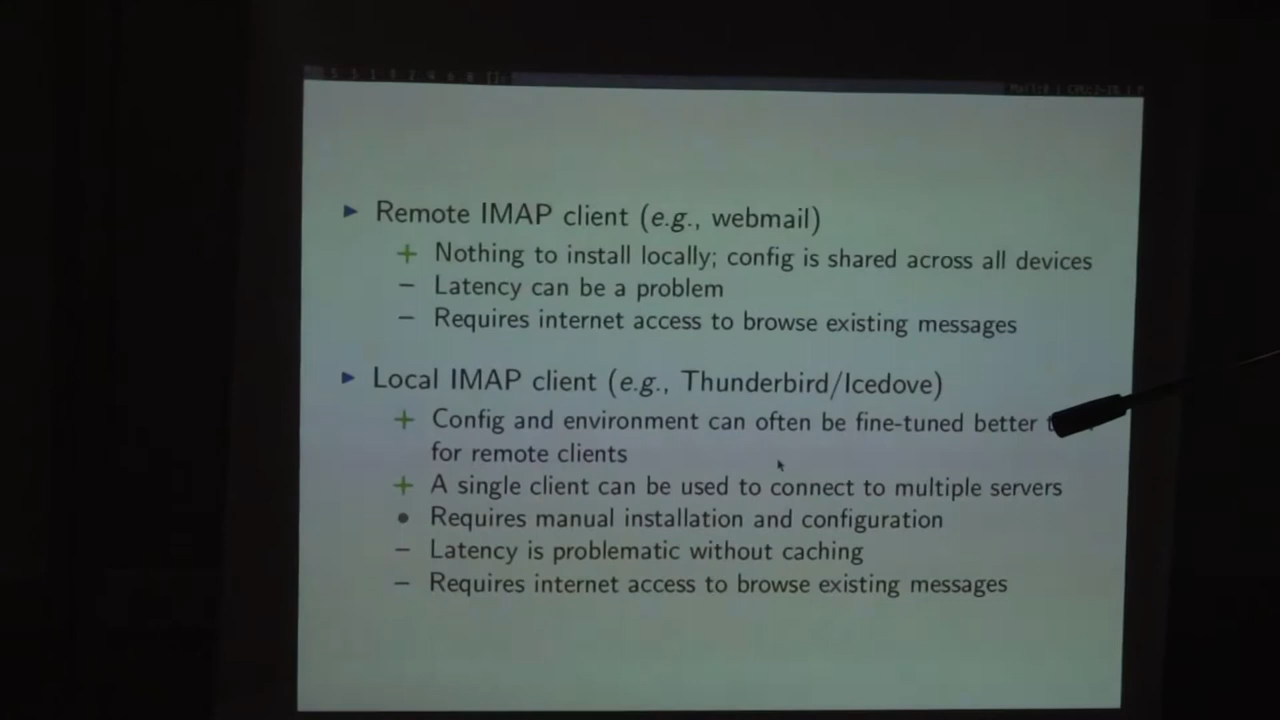 ► Remote IMAP client (e.g., webmail)
+ Nothing to install locally; config is shared across all devices
– Latency can be a problem
– Requires internet access to browse existing messages
► Local IMAP client (e.g., Thunderbird/Icedove)
+ Config and environment can often be fine-tuned better
for remote clients
+ A single client can be used to connect to multiple servers
• Requires manual installation and configuration
– Latency is problematic without caching
– Requires internet access to browse existing messages